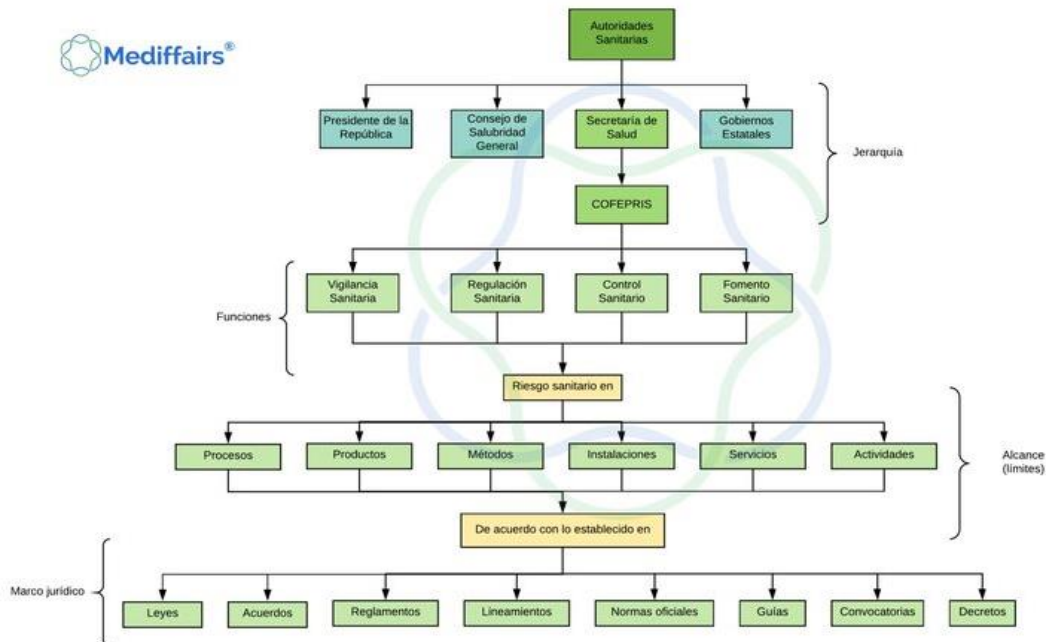 Mediffairs®
Autoridades
Sanitarias
Presidente de la
República
Consejo de
Salubridad
General
Secretaría de
Salud
Gobiernos
Estatales
Jerarquía
COFEPRIS
Funciones
Vigilancia
Sanitaria
Regulación
Sanitaria
Control
Sanitario
Fomento
Sanitario
Riesgo sanitario en
Procesos
Productos
Métodos
Instalaciones
Servicios
Actividades
Alcance
(límites)
De acuerdo con lo establecido en
Marco jurídico
Leyes
Acuerdos
Reglamentos
Lineamientos
Normas oficiales
Guías
Convocatorias
Decretos